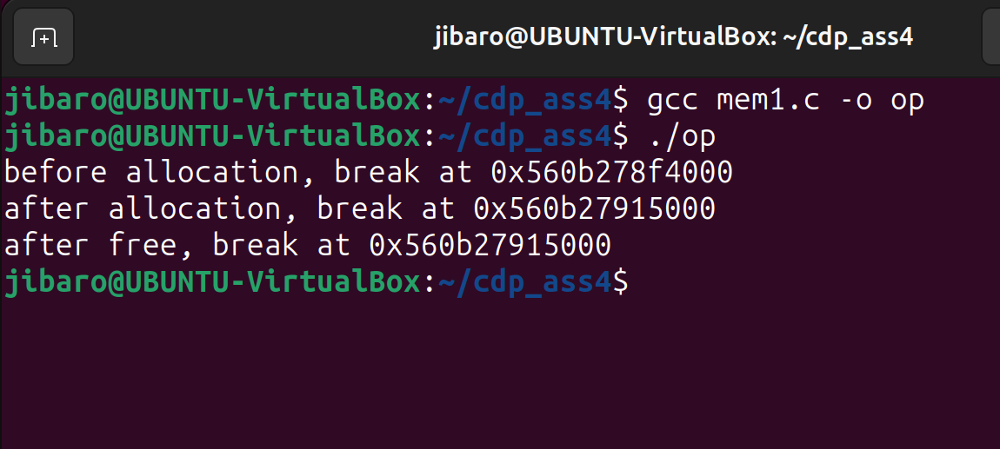 jibaro@UBUNTU-VirtualBox: ~/cdp_ass4
jibaro@UBUNTU-VirtualBox:~/cdp_ass4$ gcc mem1.c -o op
jibaro@UBUNTU-VirtualBox:~/cdp_ass4$ ./op
before allocation, break at 0x560b278f4000
after allocation, break at 0x560b27915000
after free, break at 0x560b27915000
jibaro@UBUNTU-VirtualBox:~/cdp_ass4$